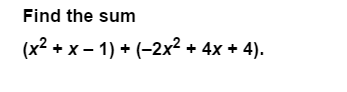 Find the sum
(x² + x – 1) + (–2x² + 4x + 4).